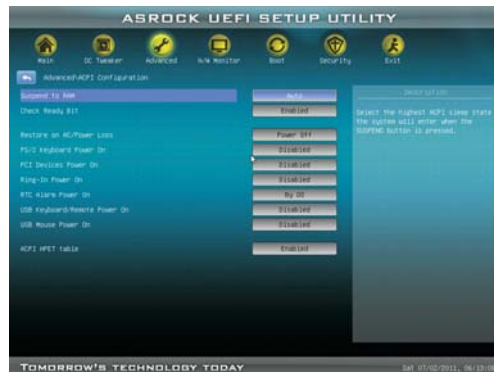 ASROCK UEFI SETUP UTILITY
Main OC Tweaker Advanced H/W Monitor Boot Security Exit
Advanced\ACPI Configuration
Description
Suspend to RAM Auto
Check Ready Bit Enabled
Restore on AC/Power Loss Power Off
PS/2 Keyboard Power On Disabled
PCI Devices Power On Disabled
Ring-In Power On Disabled
RTC Alarm Power On By OS
USB Keyboard/Remote Power On Disabled
USB Mouse Power On Disabled
ACPI HPET table Enabled
Select the highest ACPI sleep state
the system will enter when the
SUSPEND button is pressed.
TOMORROW'S TECHNOLOGY TODAY
Sat 07/02/2011,